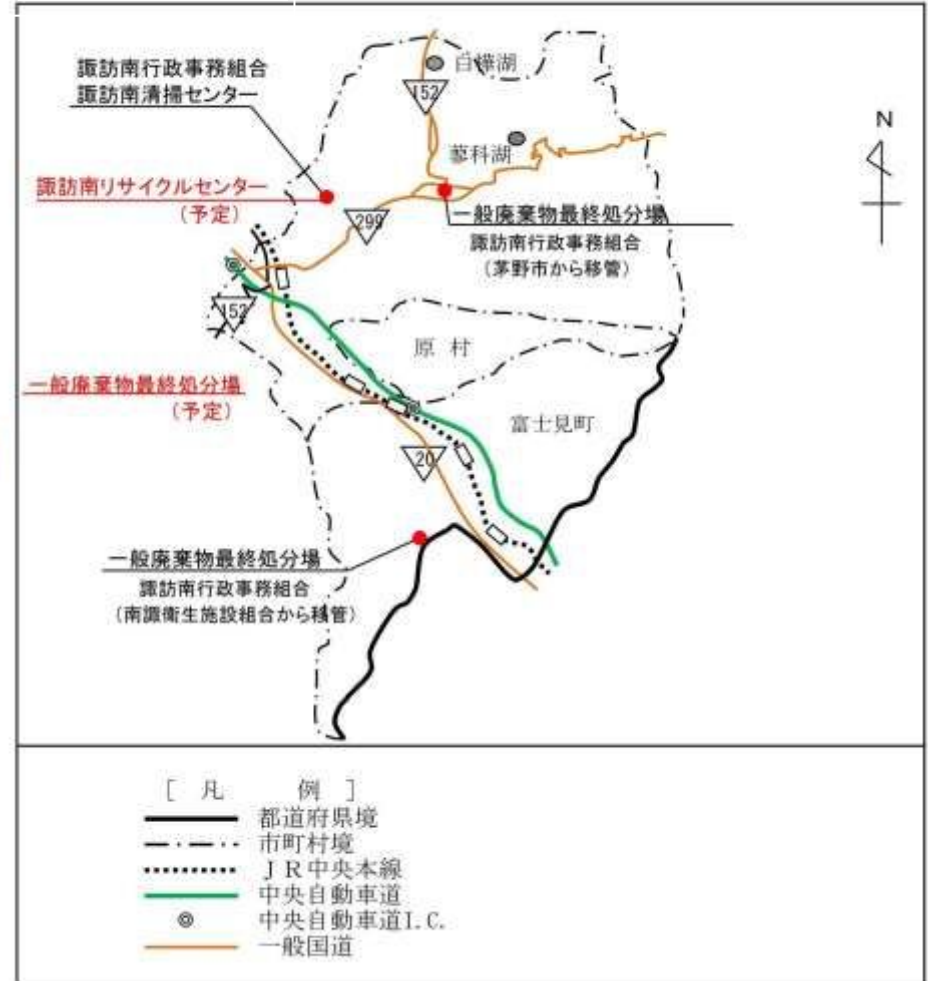 諏訪南行政事務組合
諏訪南清掃センター
白樺湖
152
N
蓼科湖
諏訪南リサイクルセンター
(予定)
299
一般廃棄物最終処分場
諏訪南行政事務組合
(茅野市から移管)
152
原 村
一般廃棄物最終処分場
(予定)
富士見町
20
一般廃棄物最終処分場
諏訪南行政事務組合
(南諏衛生施設組合から移管)
[ 凡 例 ]
都道府県境
市町村境
JR中央本線
中央自動車道
中央自動車道I.C.
一般国道